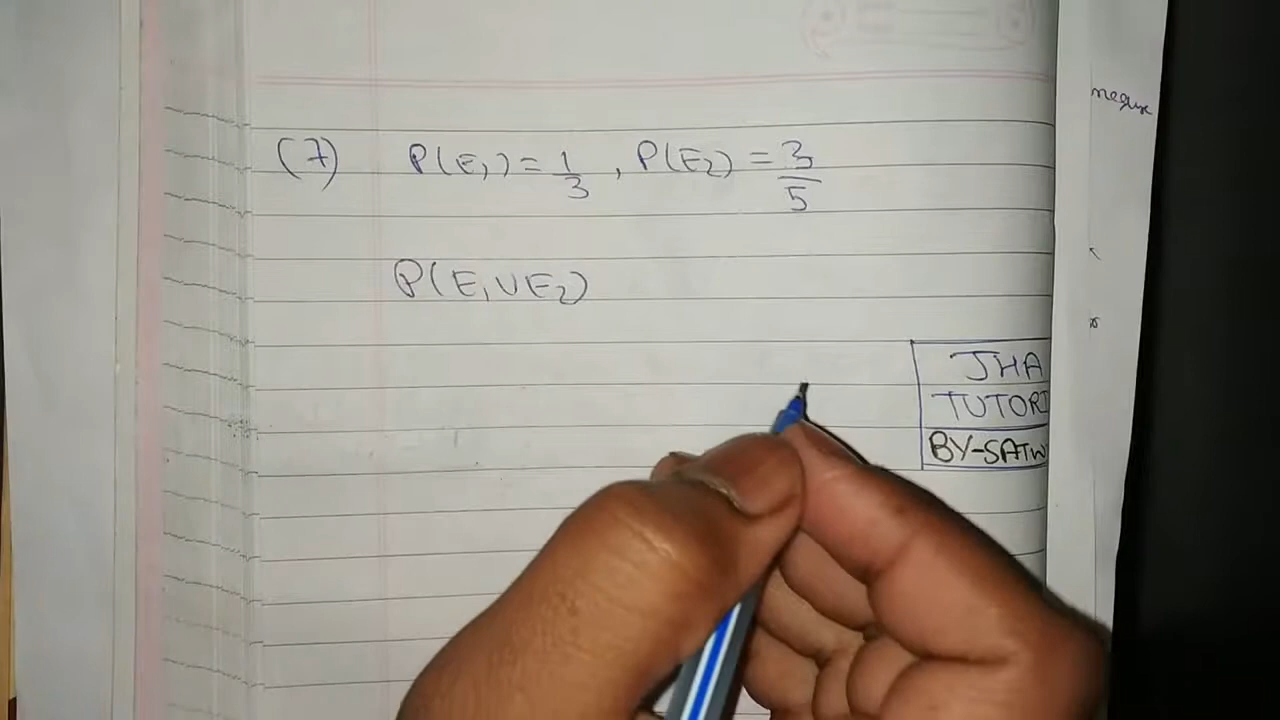 (7) P(E₁) = 1/3 , P(E₂) = 3/5
P(E₁∪E₂)
JHA
TUTORI
BY-SATW